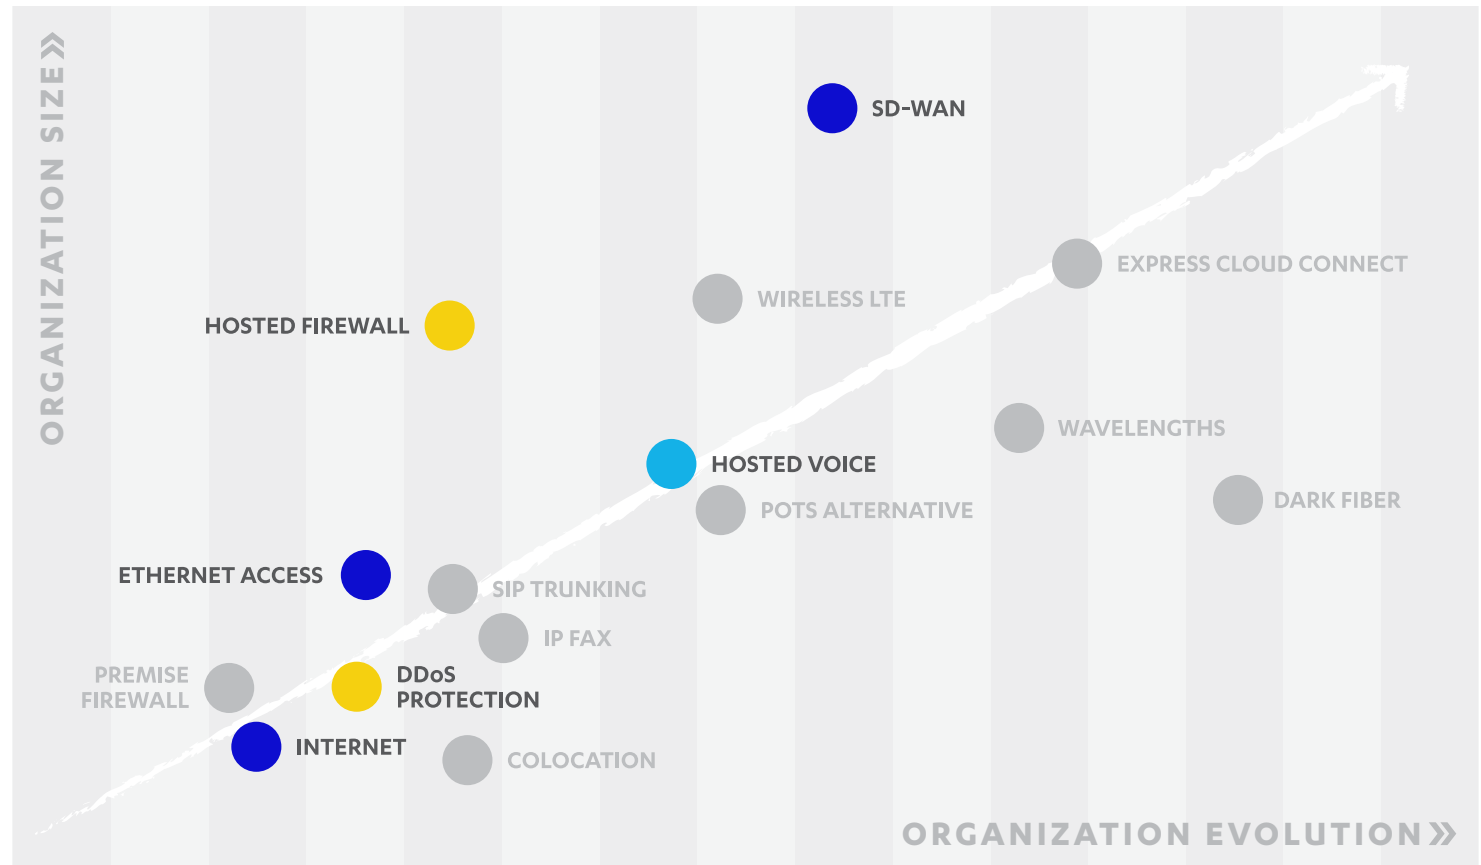 ORGANIZATION SIZE »
SD-WAN
EXPRESS CLOUD CONNECT
WIRELESS LTE
HOSTED FIREWALL
WAVELENGTHS
HOSTED VOICE
DARK FIBER
POTS ALTERNATIVE
ETHERNET ACCESS
SIP TRUNKING
IP FAX
PREMISE
FIREWALL
DDoS
PROTECTION
INTERNET
COLOCATION
ORGANIZATION EVOLUTION »